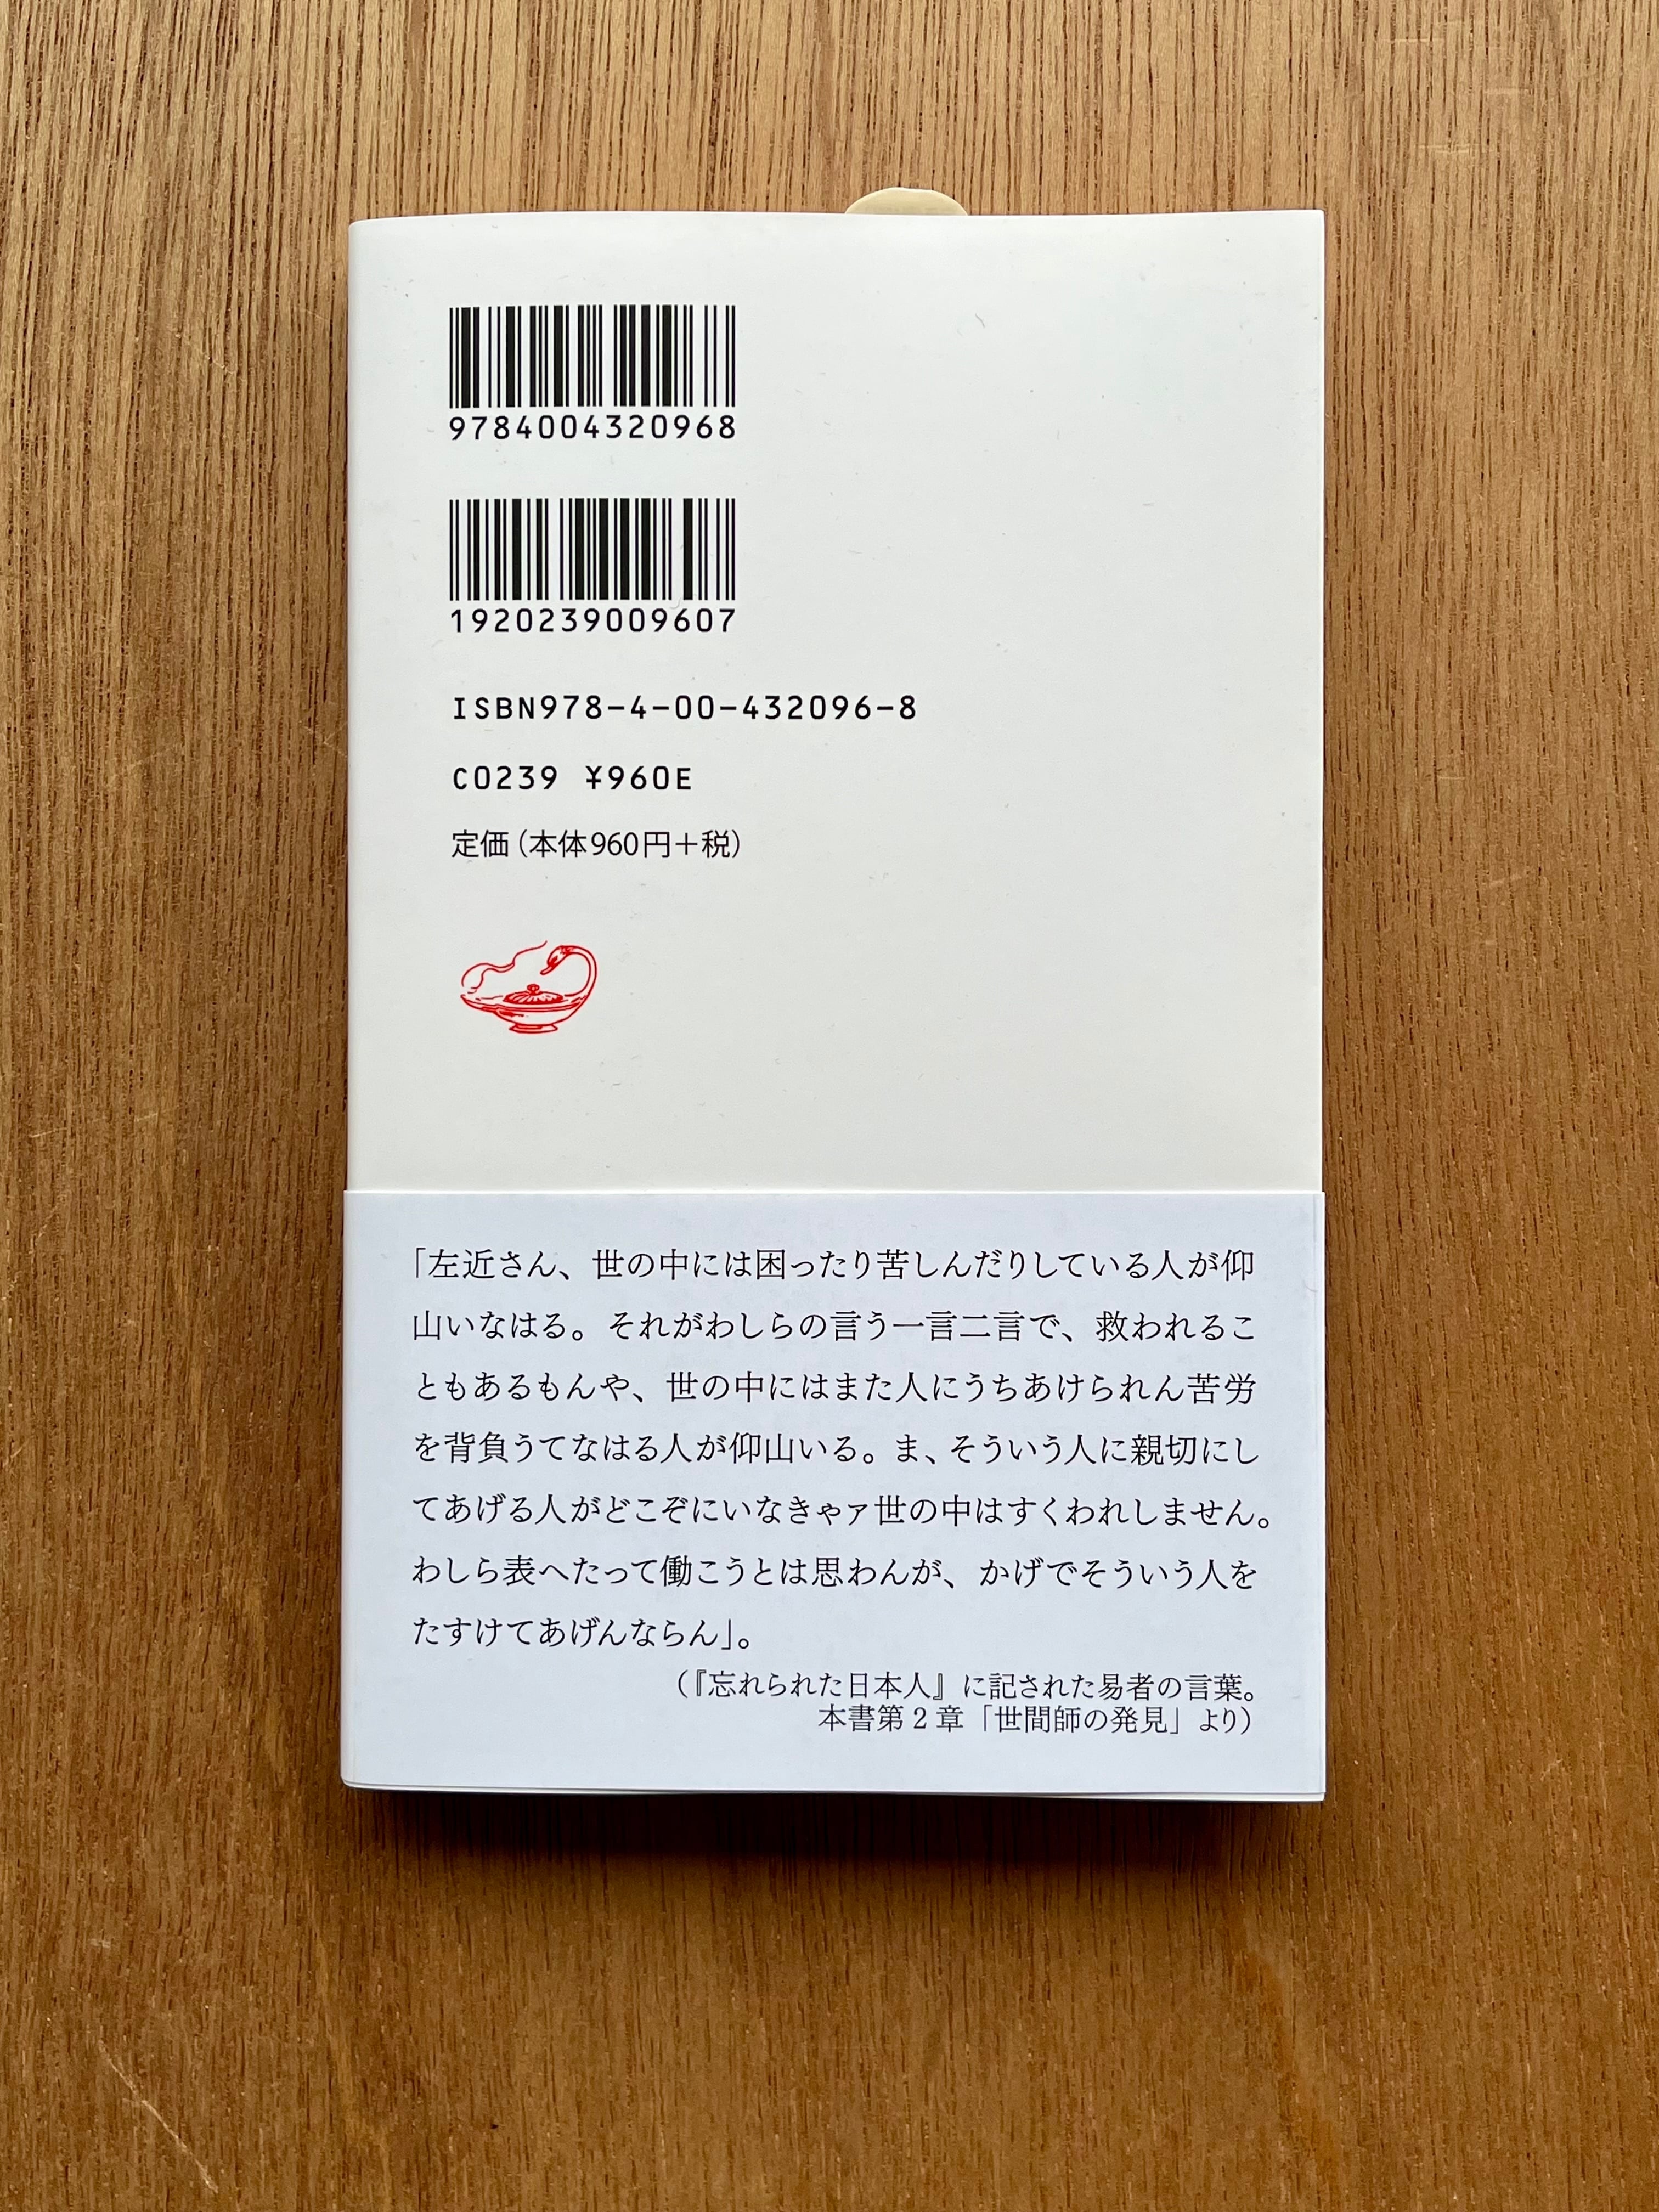 9784004320968
1920239009607
ISBN978-4-00-432096-8
C0239 ¥960E
定価（本体960円＋税）
「左近さん、世の中には困ったり苦しんだりしている人が仰
山いなはる。それがわしらの言う一言二言で、救われるこ
ともあるもんや、世の中にはまた人にうちあけられん苦労
を背負うてなはる人が仰山いる。ま、そういう人に親切にし
てあげる人がどこぞにいなきゃァ世の中はすくわれしません。
わしら表へたって働こうとは思わんが、かげでそういう人を
たすけてあげんならん」。
（『忘れられた日本人』に記された易者の言葉。
本書第２章「世間師の発見」より）